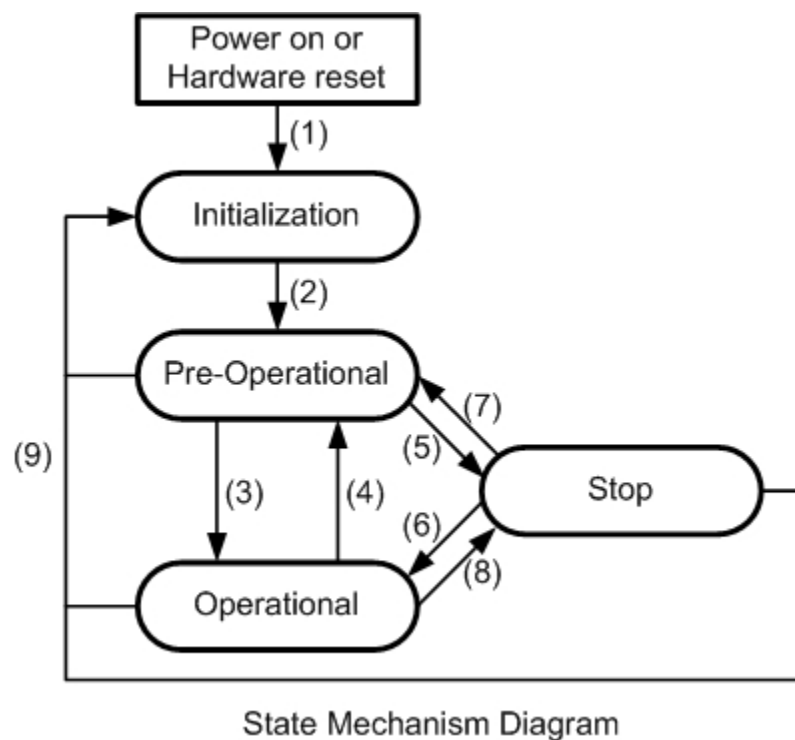 Power on or
Hardware reset
(1)
Initialization
(2)
Pre-Operational
(7)
(5)
(9)
(3)
(4)
Stop
(6)
(8)
Operational
State Mechanism Diagram